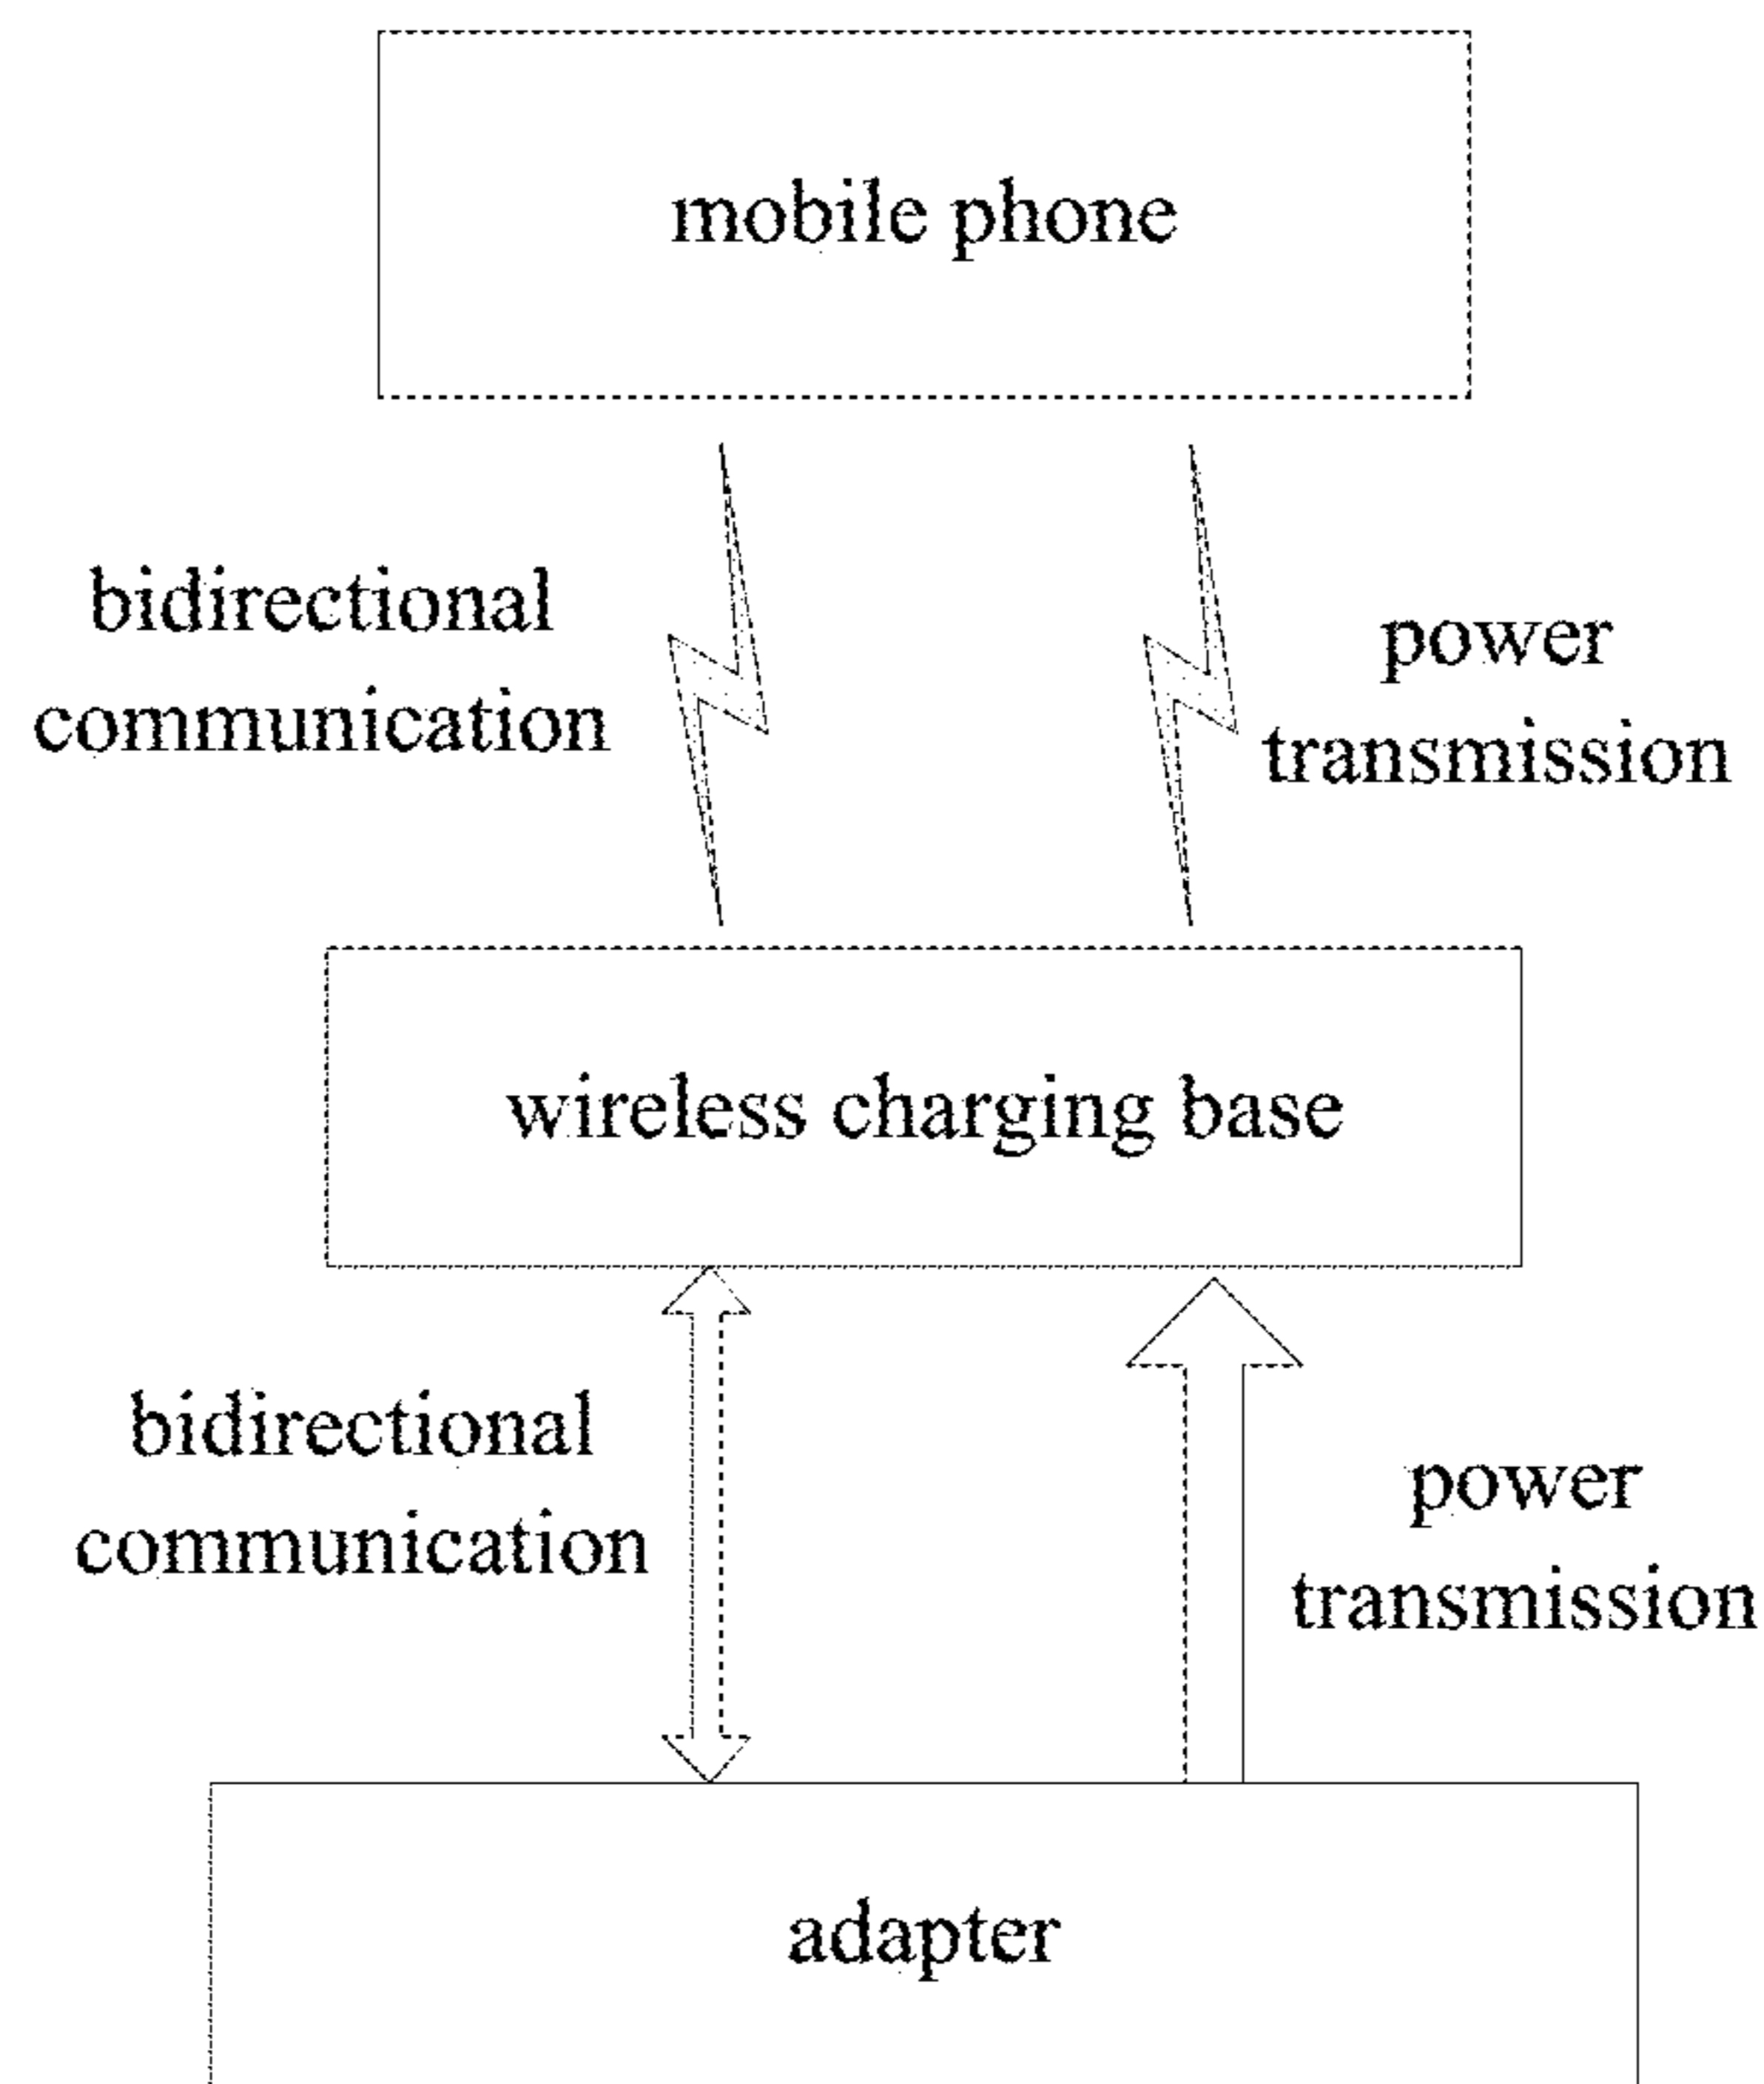 mobile phone
bidirectional
communication
power
transmission
wireless charging base
bidirectional
communication
power
transmission
adapter